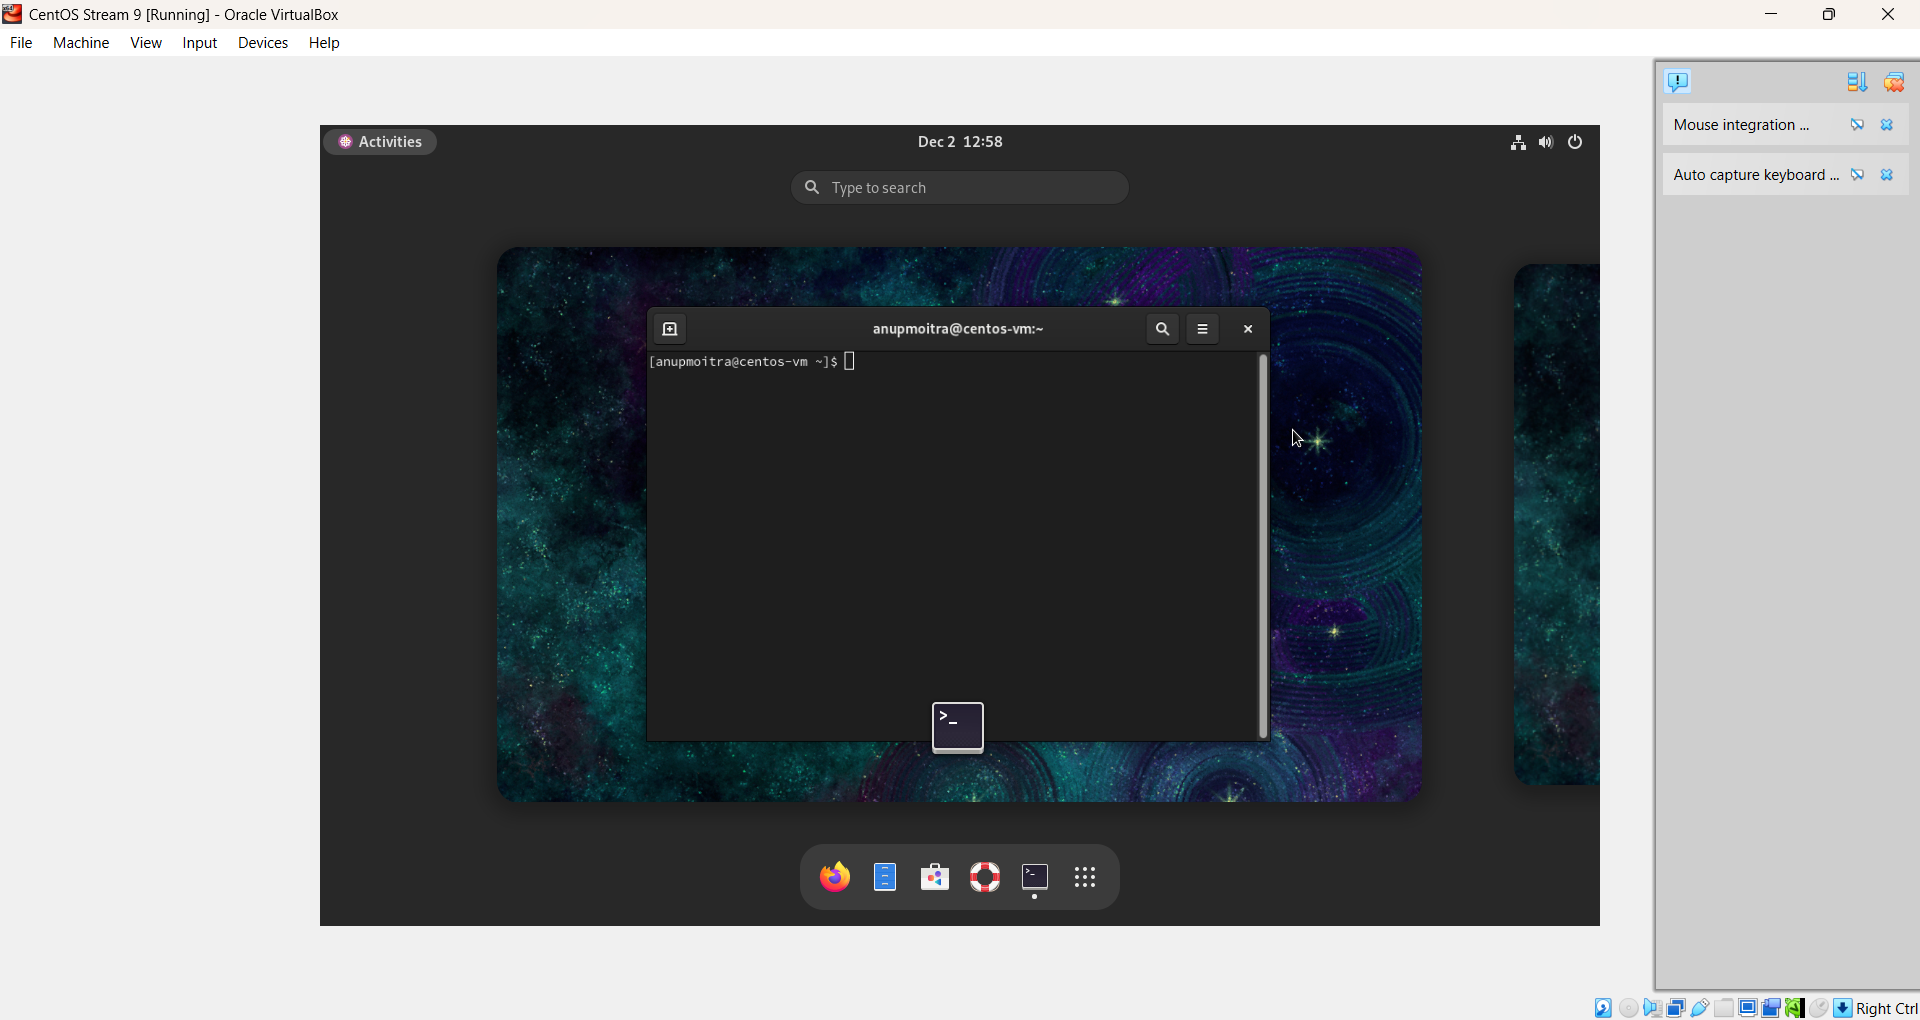 CentOS Stream 9 [Running] - Oracle VirtualBox
File Machine View Input Devices Help
Mouse integration ...
Auto capture keyboard ...
Activities
Dec 2 12:58
Type to search
anupmoitra@centos-vm:~
[anupmoitra@centos-vm ~]$
>_
>_
Right Ctrl